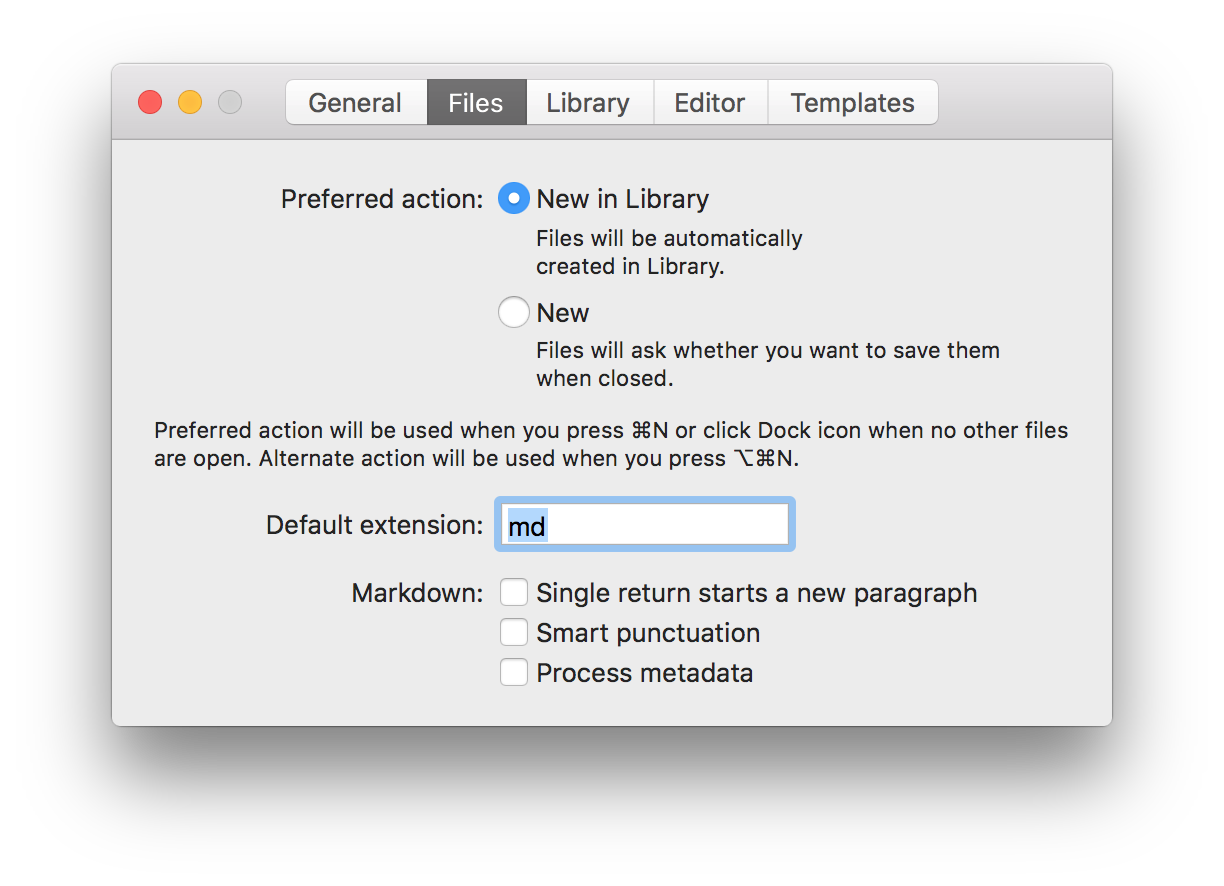 General Files Library Editor Templates
Preferred action: New in Library
Files will be automatically
created in Library.
New
Files will ask whether you want to save them
when closed.
Preferred action will be used when you press ⌘N or click Dock icon when no other files
are open. Alternate action will be used when you press ⌥⌘N.
Default extension: md
Markdown: Single return starts a new paragraph
Smart punctuation
Process metadata